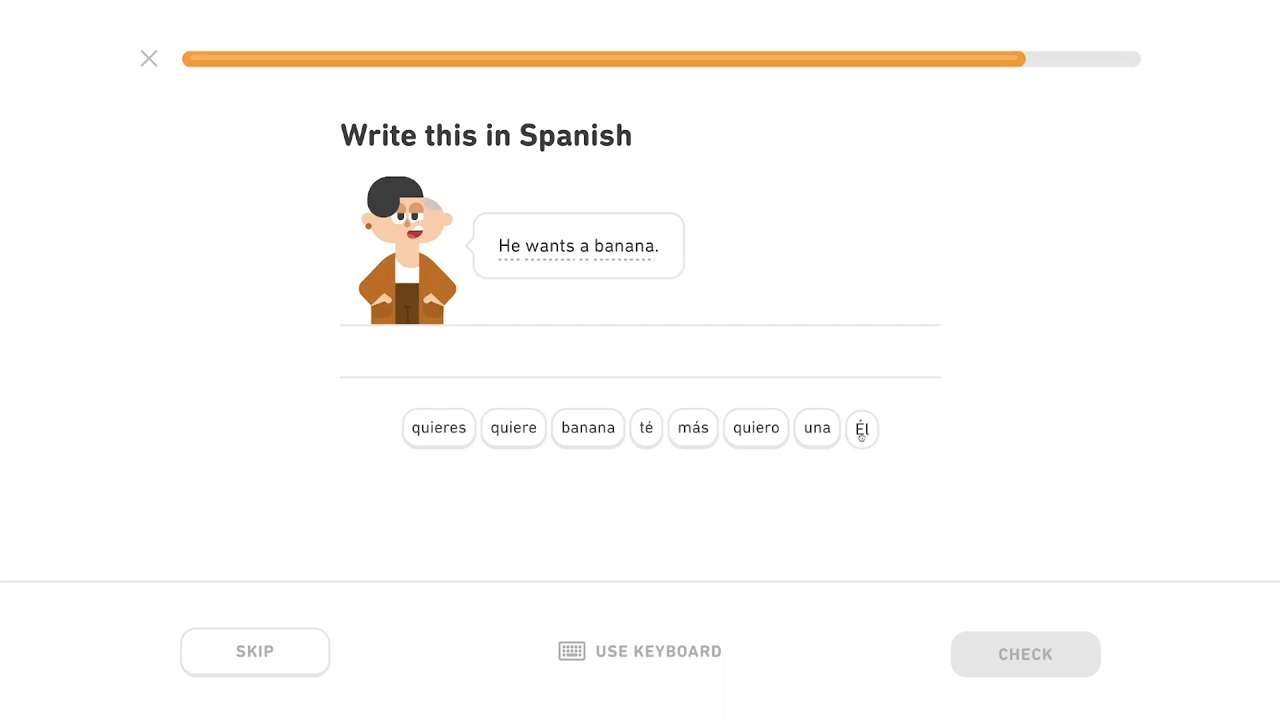 Write this in Spanish
He wants a banana.
quieres quiere banana té más quiero una Él
SKIP USE KEYBOARD CHECK